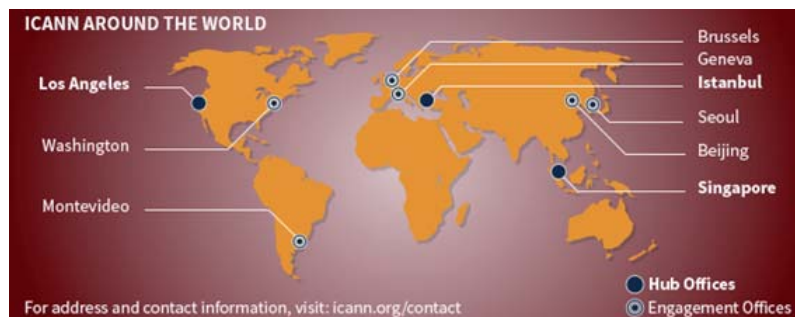 ICANN AROUND THE WORLD
Brussels
Geneva
Los Angeles
Istanbul
Seoul
Washington
Beijing
Singapore
Montevideo
Hub Offices
For address and contact information, visit: icann.org/contact
Engagement Offices